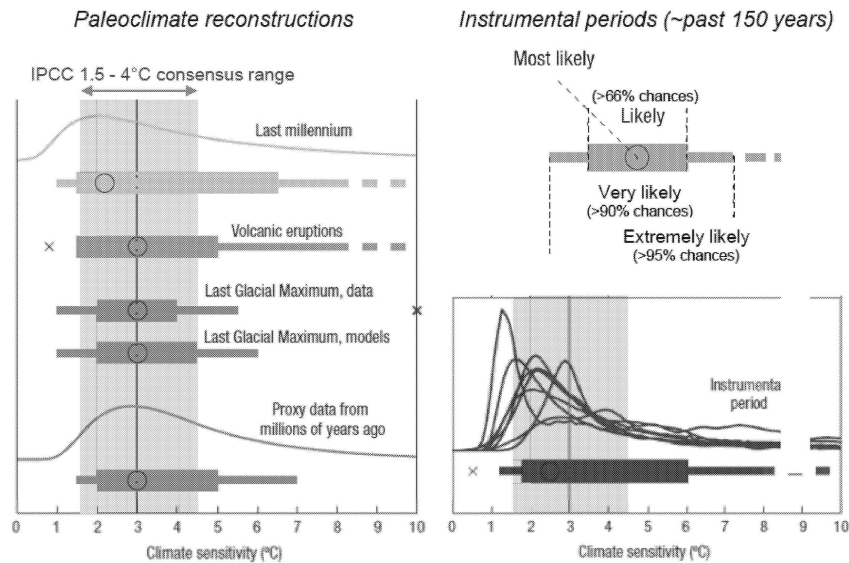 Paleoclimate reconstructions
IPCC 1.5 - 4°C consensus range
Last millennium
Volcanic eruptions
×
Last Glacial Maximum, data
×
Last Glacial Maximum, models
Proxy data from
millions of years ago
0 1 2 3 4 5 6 7 8 9 10
Climate sensitivity (ºC)
Instrumental periods (~past 150 years)
Most likely
(>66% chances)
Likely
Very likely
(>90% chances)
Extremely likely
(>95% chances)
Instrumenta
period
×
0 1 2 3 4 5 6 7 8 9 10
Climate sensitivity (ºC)